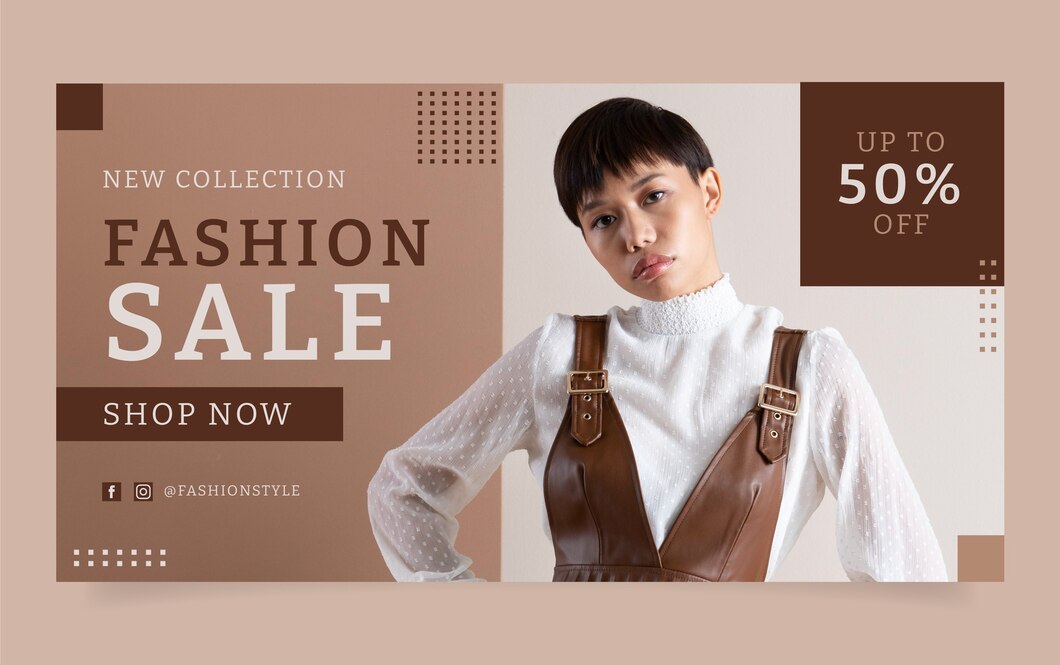 NEW COLLECTION
FASHION
SALE
SHOP NOW
@FASHIONSTYLE
UP TO
50%
OFF